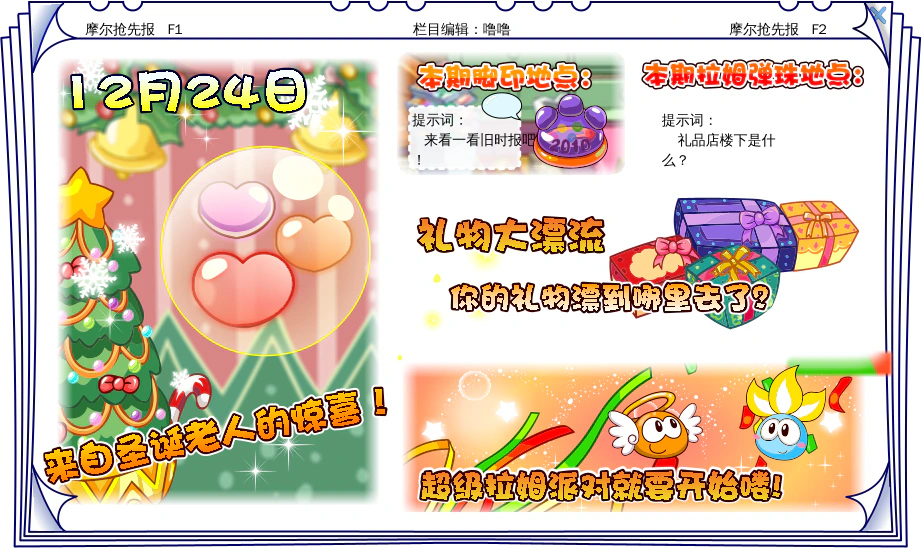 摩尔抢先报 F1
栏目编辑：噜噜
摩尔抢先报 F2
12月24日
来自圣诞老人的惊喜！
本期脚印地点：
提示词：
来看一看旧时报吧
！
2010
本期拉姆弹珠地点：
提示词：
礼品店楼下是什
么？
礼物大漂流
你的礼物漂到哪里去了？
超级拉姆派对就要开始喽！